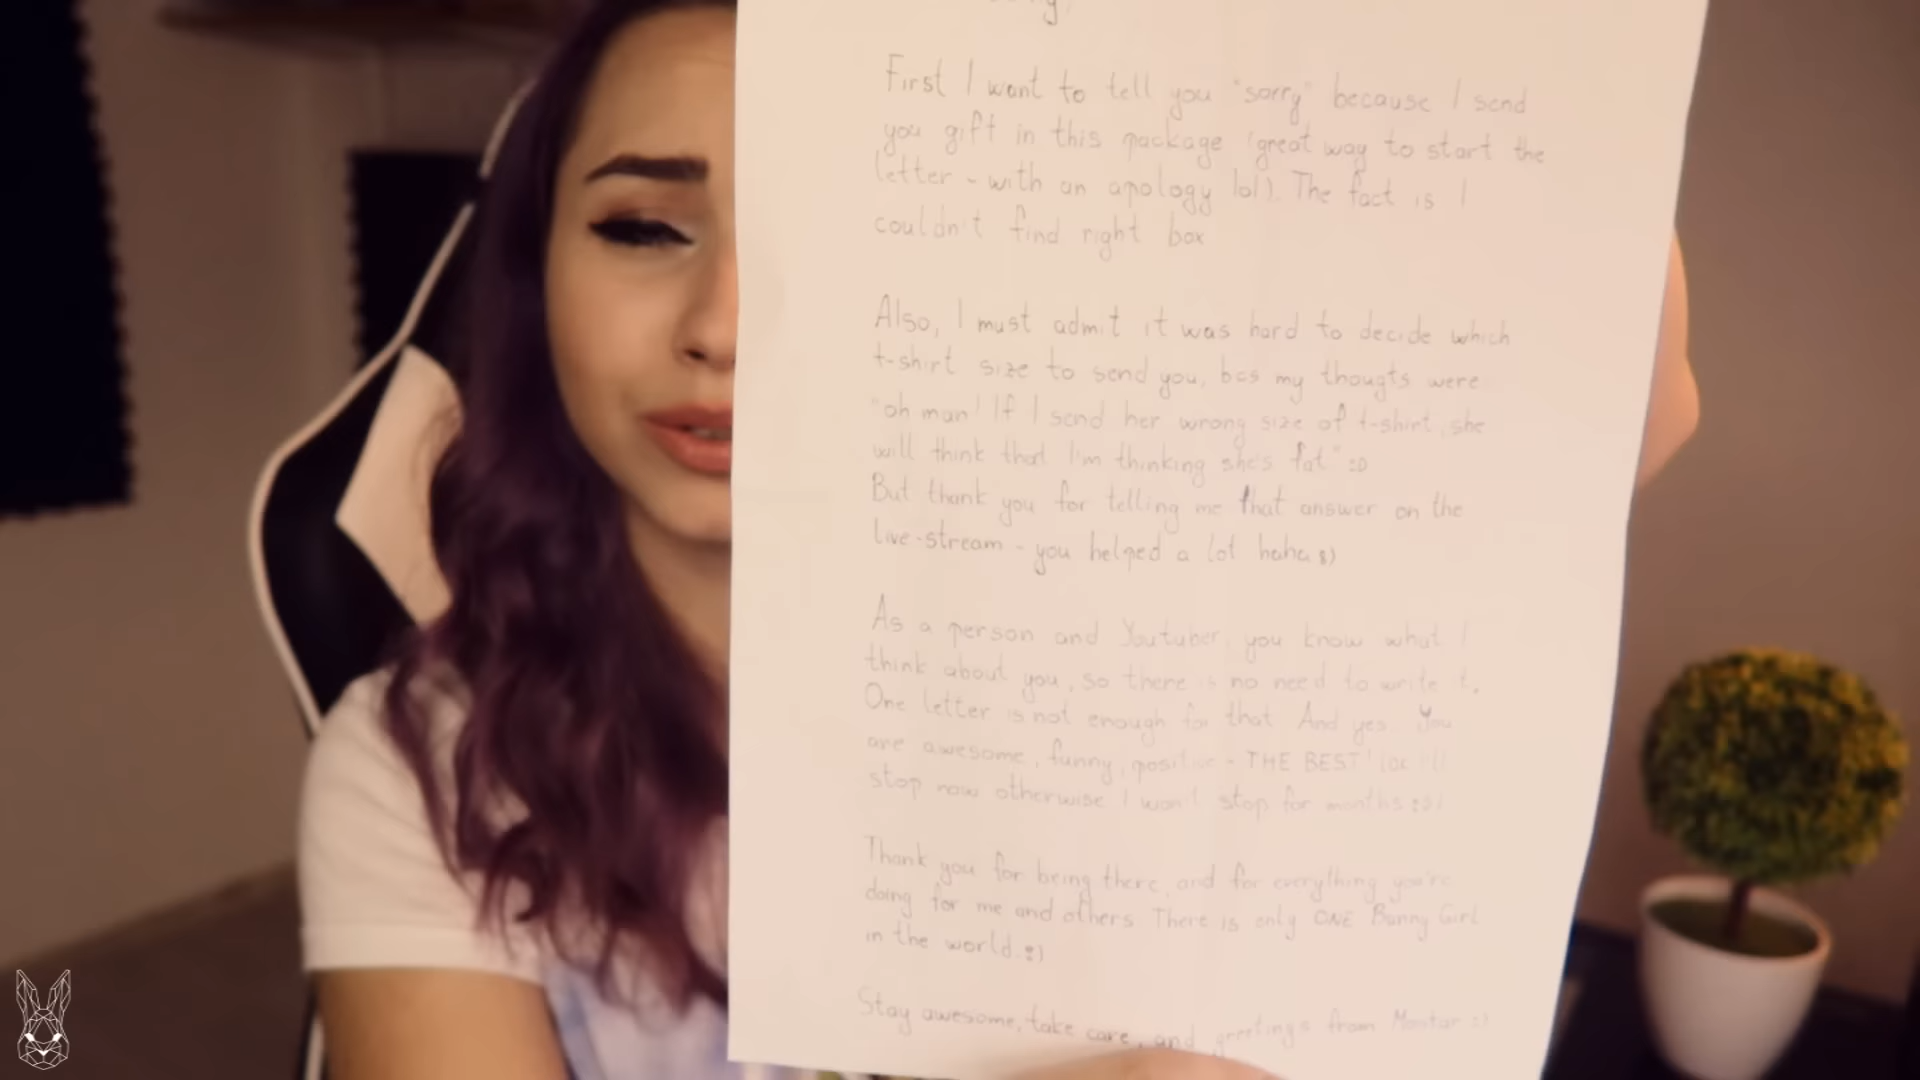 First I want to tell you "sorry" because I send
you gift in this package (great way to start the
letter - with an apology lol). The fact is I
couldn't find right box
Also, I must admit it was hard to decide which
t-shirt size to send you, bcs my thougts were
"oh man! If I send her wrong size of t-shirt, she
will think that I'm thinking she's fat" :D
But thank you for telling me that answer on the
live-stream - you helped a lot haha :)
As a person and Youtuber, you know what I
think about you, so there is no need to write it.
One letter is not enough for that. And yes. You
are awesome, funny, positive - THE BEST!
stop now otherwise I won't stop for months :D)
Thank you for being there, and for everything you're
doing for me and others. There is only ONE Bunny Girl
in the world. :)
Stay awesome, take care, and greetings from :)